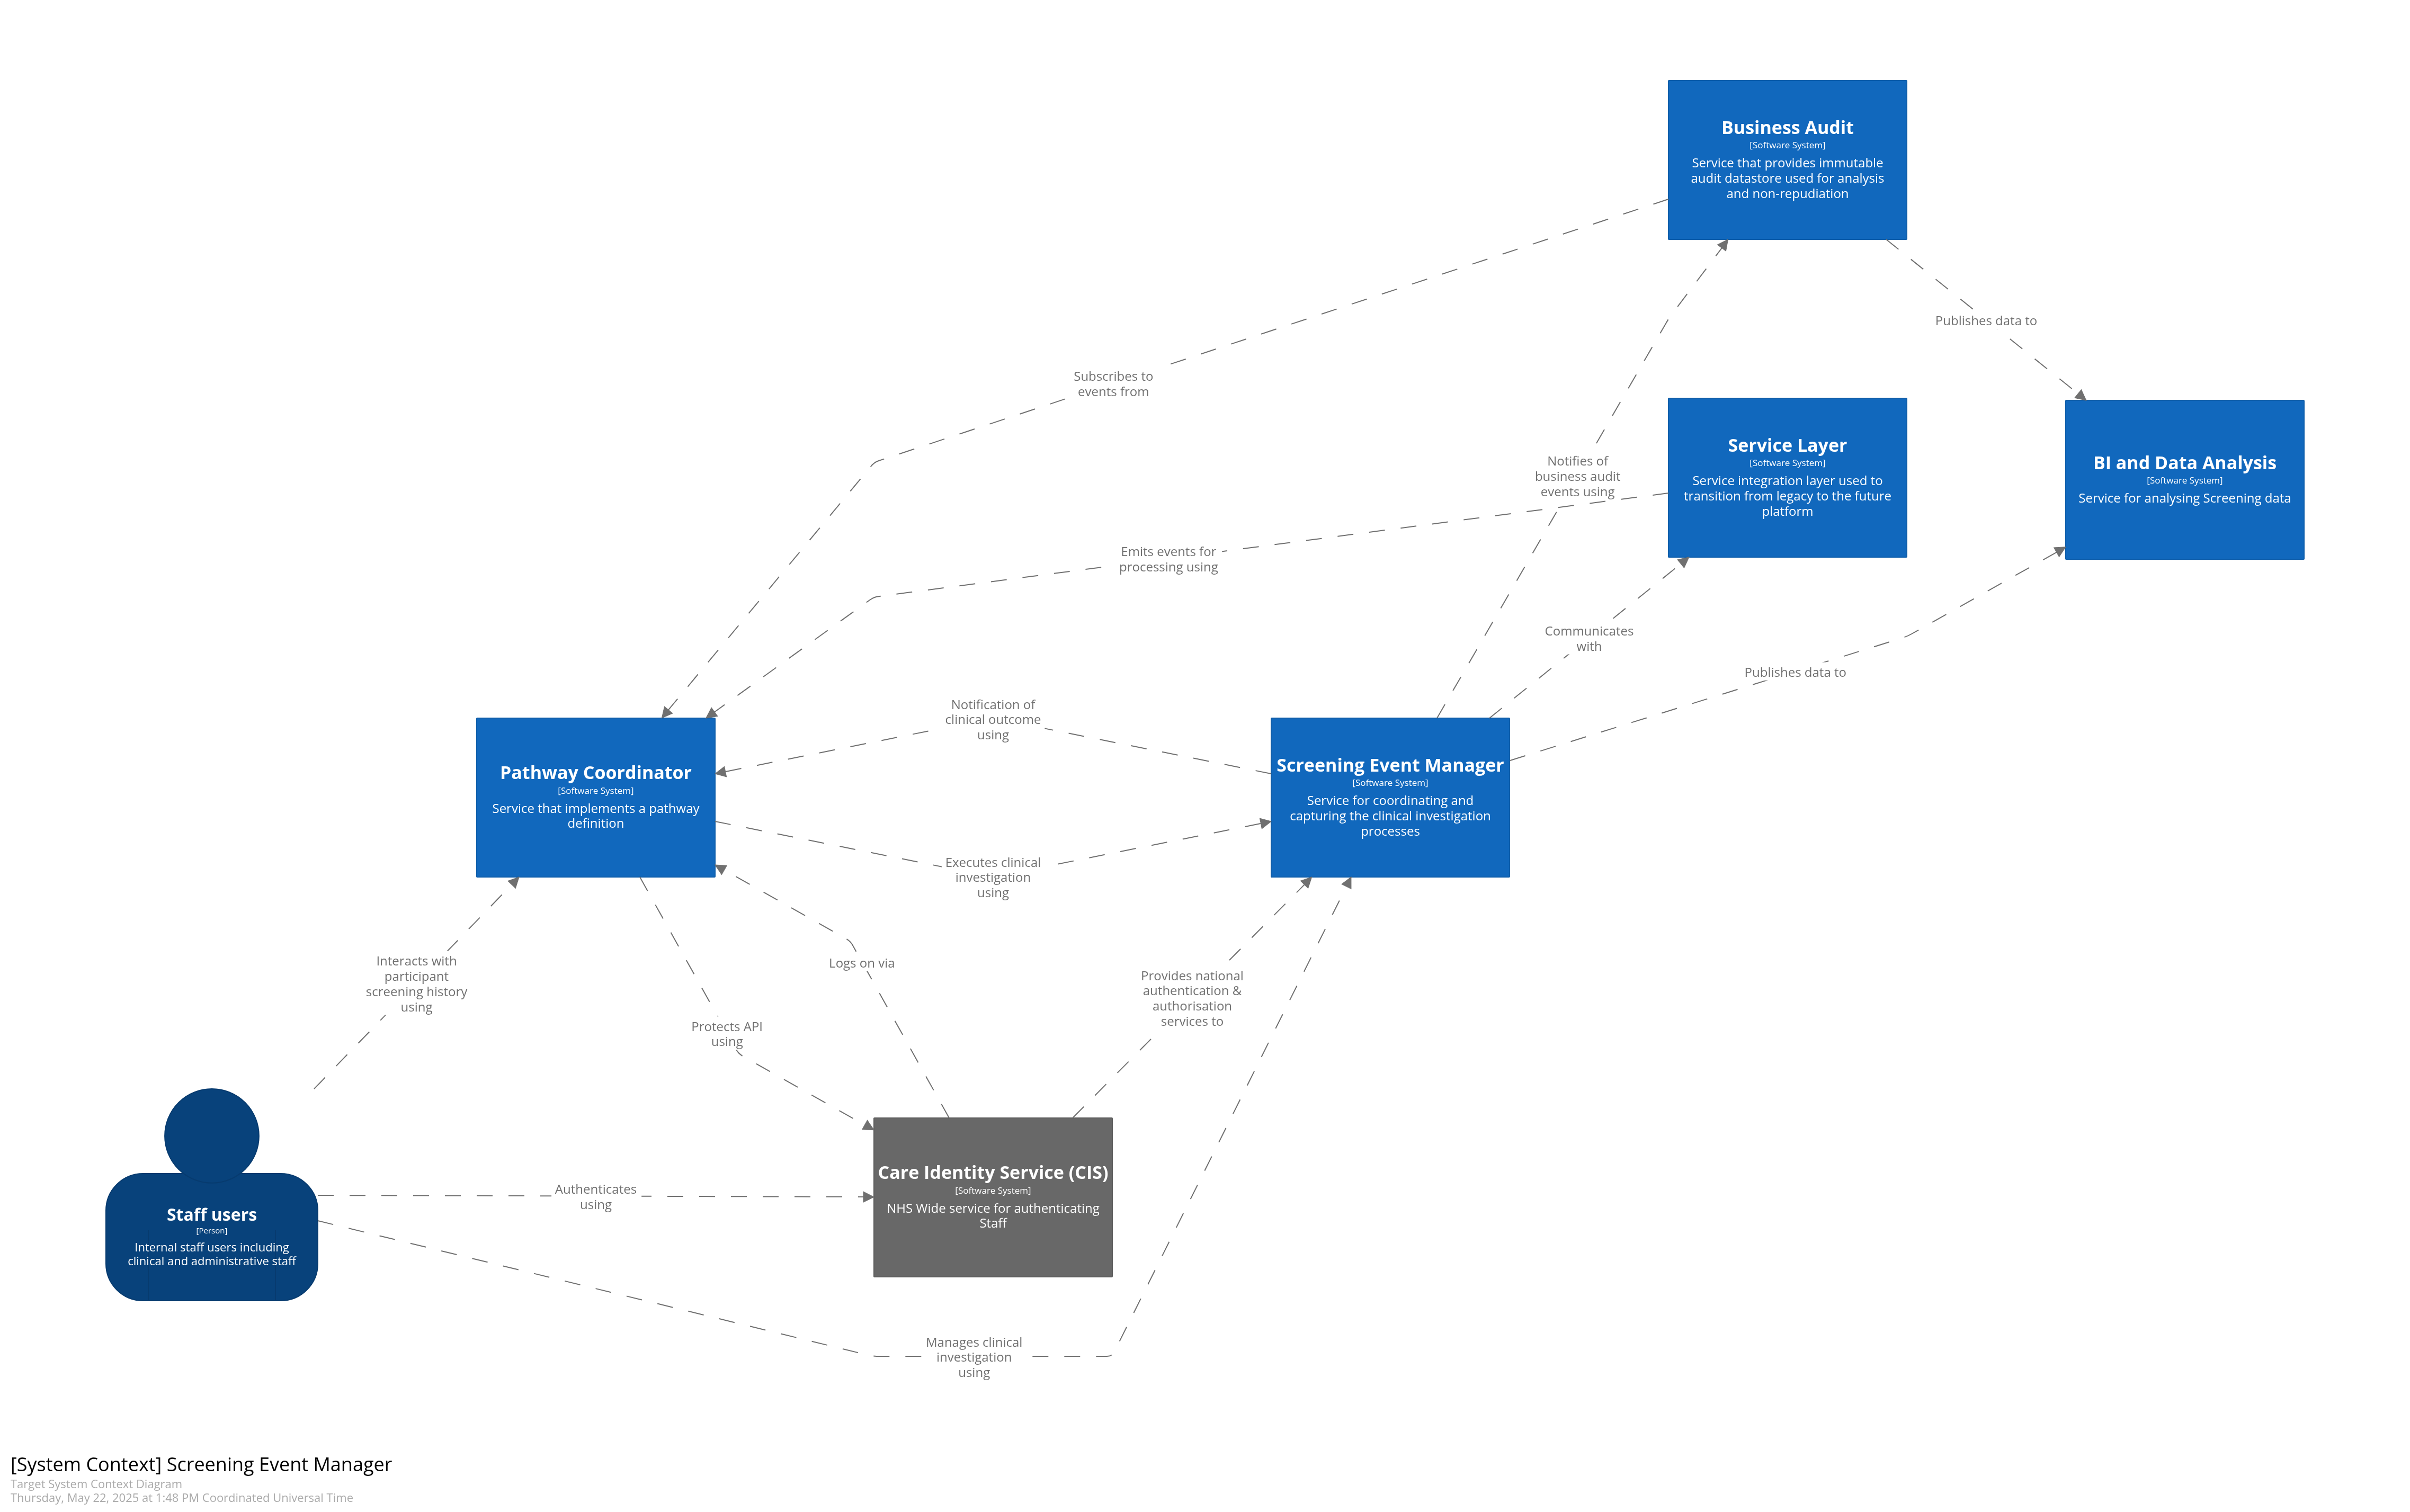 Business Audit
[Software System]
Service that provides immutable
audit datastore used for analysis
and non-repudiation
Publishes data to
Subscribes to
events from
Service Layer
[Software System]
Service integration layer used to
transition from legacy to the future
platform
BI and Data Analysis
[Software System]
Service for analysing Screening data
Notifies of
business audit
events using
Emits events for
processing using
Communicates
with
Publishes data to
Notification of
clinical outcome
using
Pathway Coordinator
[Software System]
Service that implements a pathway
definition
Screening Event Manager
[Software System]
Service for coordinating and
capturing the clinical investigation
processes
Executes clinical
investigation
using
Interacts with
participant
screening history
using
Logs on via
Provides national
authentication &
authorisation
services to
Protects API
using
Care Identity Service (CIS)
[Software System]
NHS Wide service for authenticating
Staff
Authenticates
using
Staff users
[Person]
Internal staff users including
clinical and administrative staff
Manages clinical
investigation
using
[System Context] Screening Event Manager
Target System Context Diagram
Thursday, May 22, 2025 at 1:48 PM Coordinated Universal Time